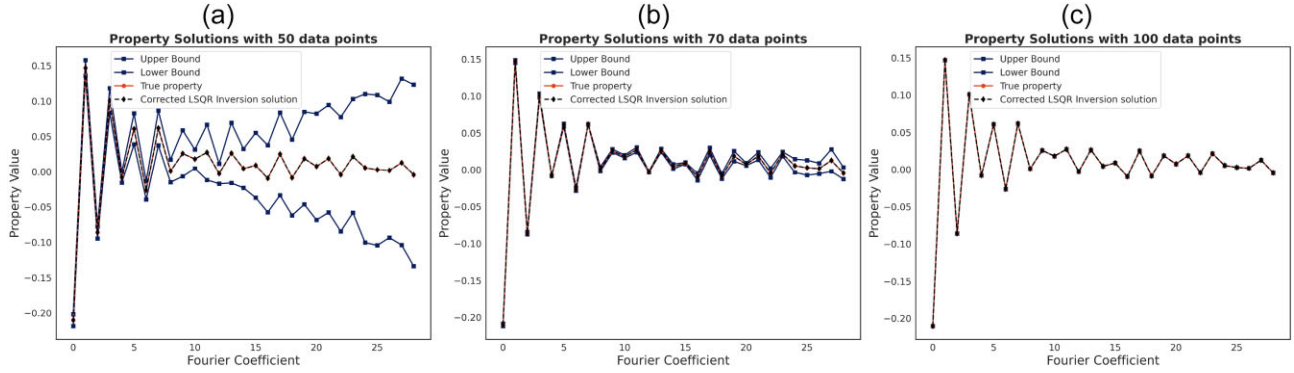 (a)
Property Solutions with 50 data points
Upper Bound
Lower Bound
True property
Corrected LSQR Inversion solution
Property Value
0.15
0.10
0.05
0.00
−0.05
−0.10
−0.15
−0.20
0 5 10 15 20 25
Fourier Coefficient
(b)
Property Solutions with 70 data points
Upper Bound
Lower Bound
True property
Corrected LSQR Inversion solution
Property Value
0.15
0.10
0.05
0.00
−0.05
−0.10
−0.15
−0.20
0 5 10 15 20 25
Fourier Coefficient
(c)
Property Solutions with 100 data points
Upper Bound
Lower Bound
True property
Corrected LSQR Inversion solution
Property Value
0.15
0.10
0.05
0.00
−0.05
−0.10
−0.15
−0.20
0 5 10 15 20 25
Fourier Coefficient